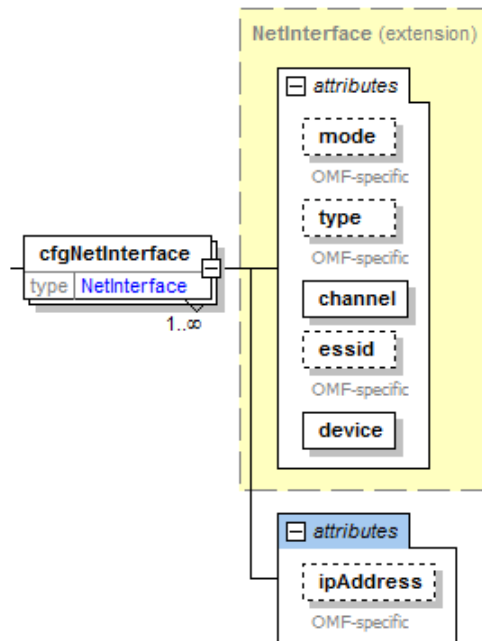 NetInterface (extension)
attributes
mode
OMF-specific
type
OMF-specific
cfgNetInterface
type NetInterface
1..∞
channel
essid
OMF-specific
device
attributes
ipAddress
OMF-specific